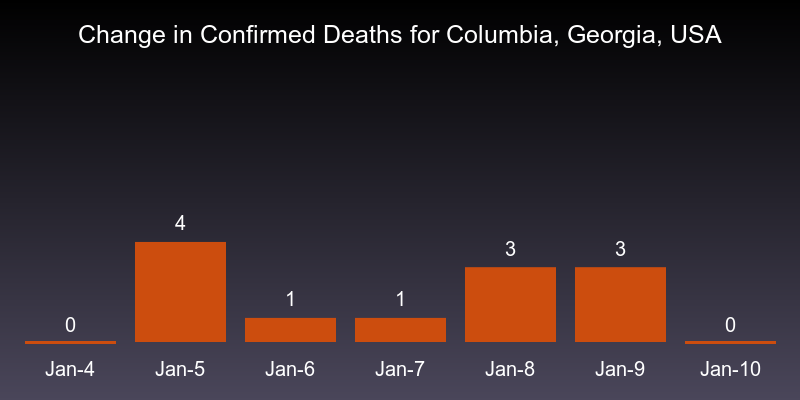 Change in Confirmed Deaths for Columbia, Georgia, USA
0
4
1
1
3
3
0
Jan-4
Jan-5
Jan-6
Jan-7
Jan-8
Jan-9
Jan-10